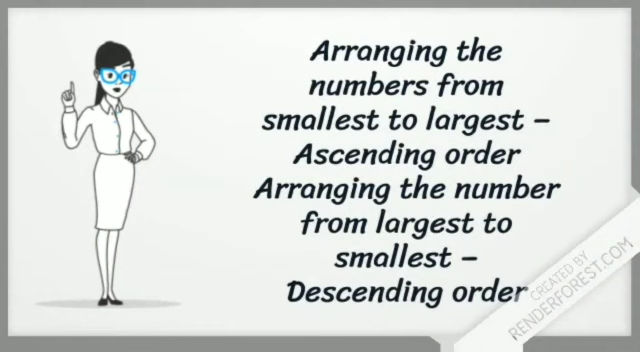 Arranging the
numbers from
smallest to largest –
Ascending order
Arranging the number
from largest to
smallest –
Descending order
CREATED BY
RENDERFOREST.COM